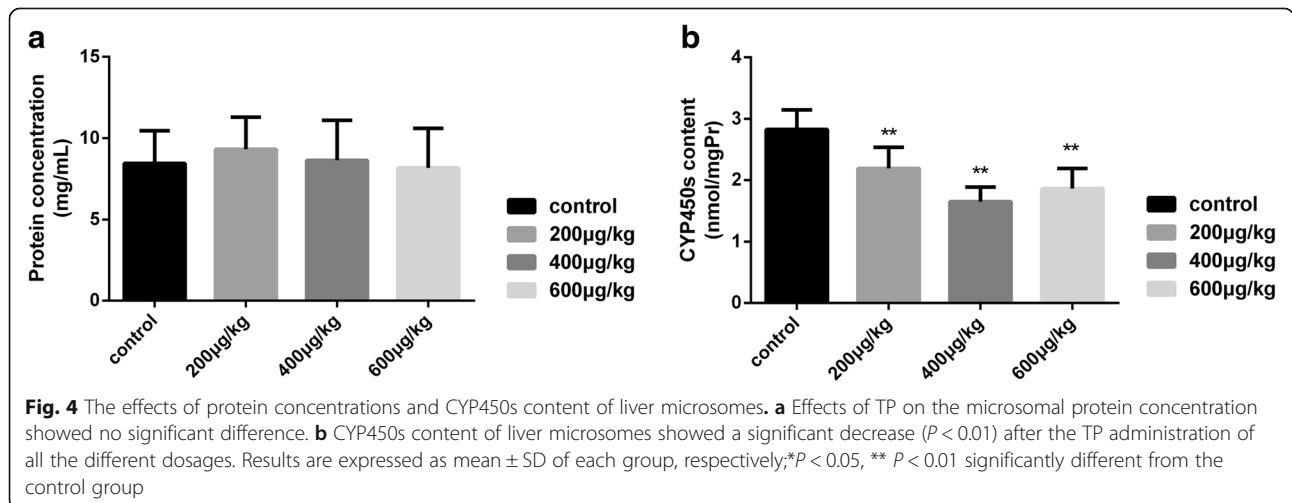 a
Protein concentration
(mg/mL)
15
10
5
0
control
200µg/kg
400µg/kg
600µg/kg
control
200µg/kg
400µg/kg
600µg/kg
b
CYP450s content
(nmol/mgPr)
4
3
2
1
0
**
**
**
control
200µg/kg
400µg/kg
600µg/kg
control
200µg/kg
400µg/kg
600µg/kg
Fig. 4 The effects of protein concentrations and CYP450s content of liver microsomes. a Effects of TP on the microsomal protein concentration
showed no significant difference. b CYP450s content of liver microsomes showed a significant decrease (P < 0.01) after the TP administration of
all the different dosages. Results are expressed as mean ± SD of each group, respectively;*P < 0.05, ** P < 0.01 significantly different from the
control group